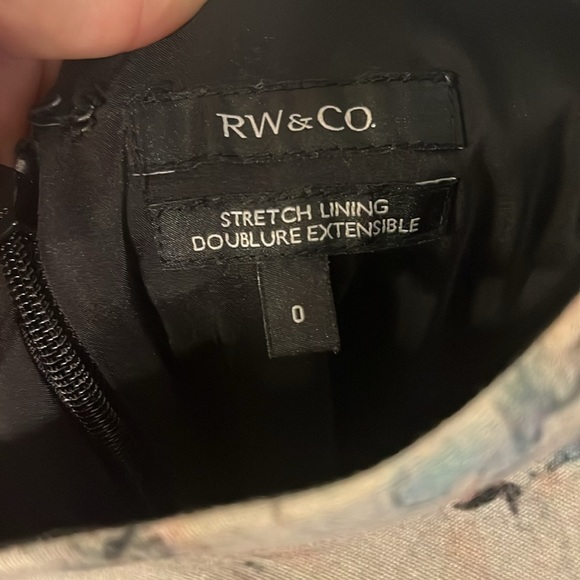 RW&CO.
STRETCH LINING
DOUBLURE EXTENSIBLE
0